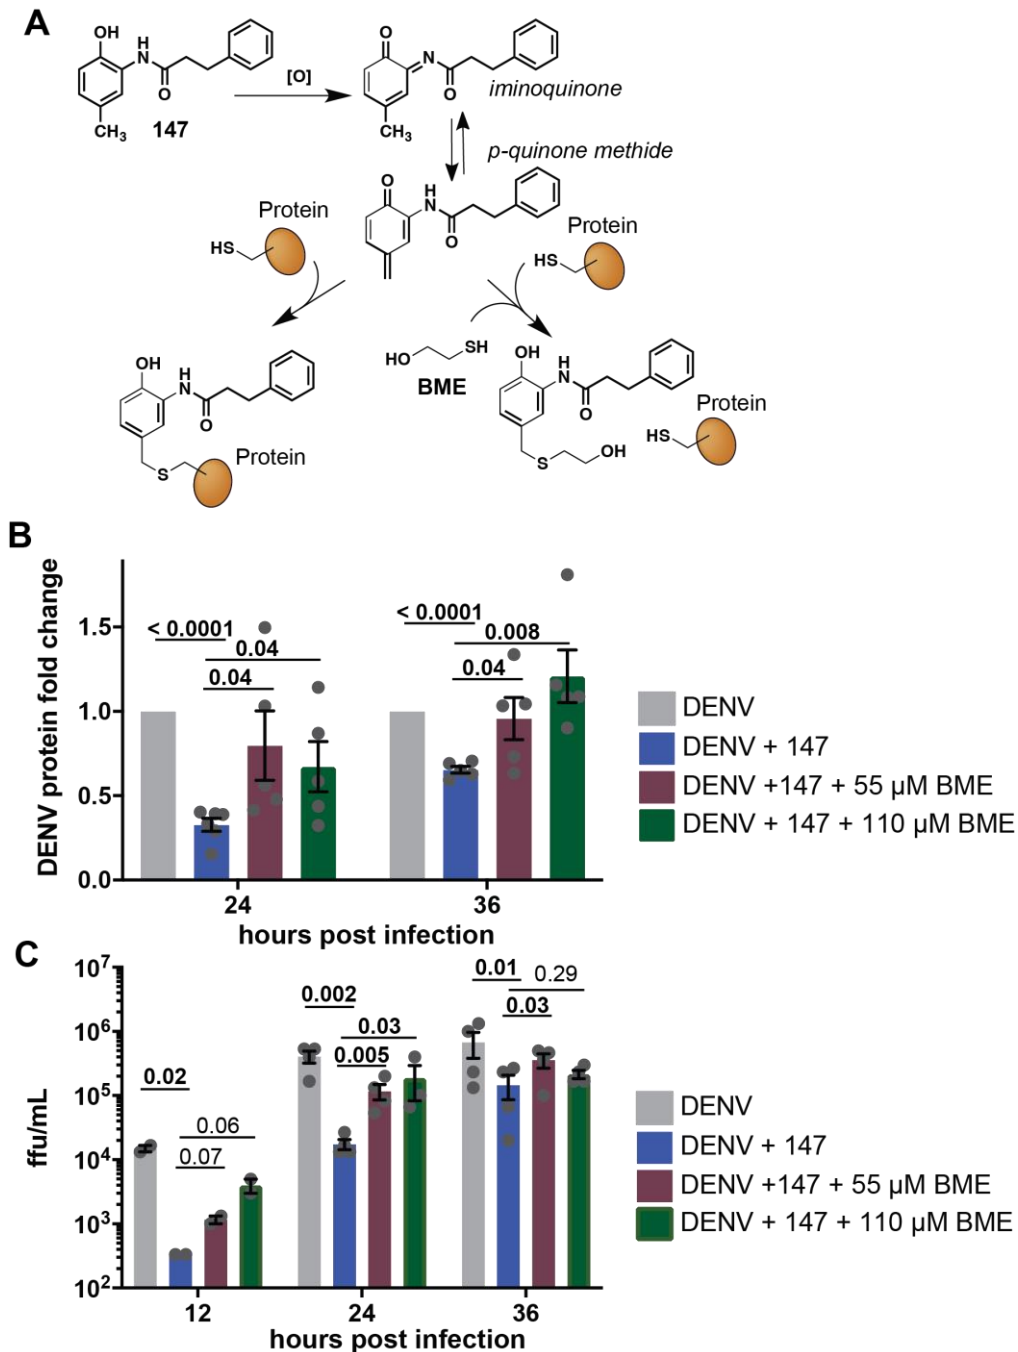 A
OH
H
N
O
CH3
147
[O]
O
N
O
CH3
iminoquinone
p-quinone methide
O
H
N
O
Protein
HS
Protein
HS
HO
SH
BME
OH
H
N
O
S
Protein
OH
H
N
O
S
OH
Protein
HS
B
DENV protein fold change
1.5
1.0
0.5
0.0
< 0.0001
0.04
0.04
< 0.0001
0.008
0.04
24
36
hours post infection
DENV
DENV + 147
DENV +147 + 55 µM BME
DENV + 147 + 110 µM BME
C
ffu/mL
10⁷
10⁶
10⁵
10⁴
10³
10²
0.02
0.06
0.07
0.002
0.03
0.005
0.01
0.29
0.03
12
24
36
hours post infection
DENV
DENV + 147
DENV +147 + 55 µM BME
DENV + 147 + 110 µM BME